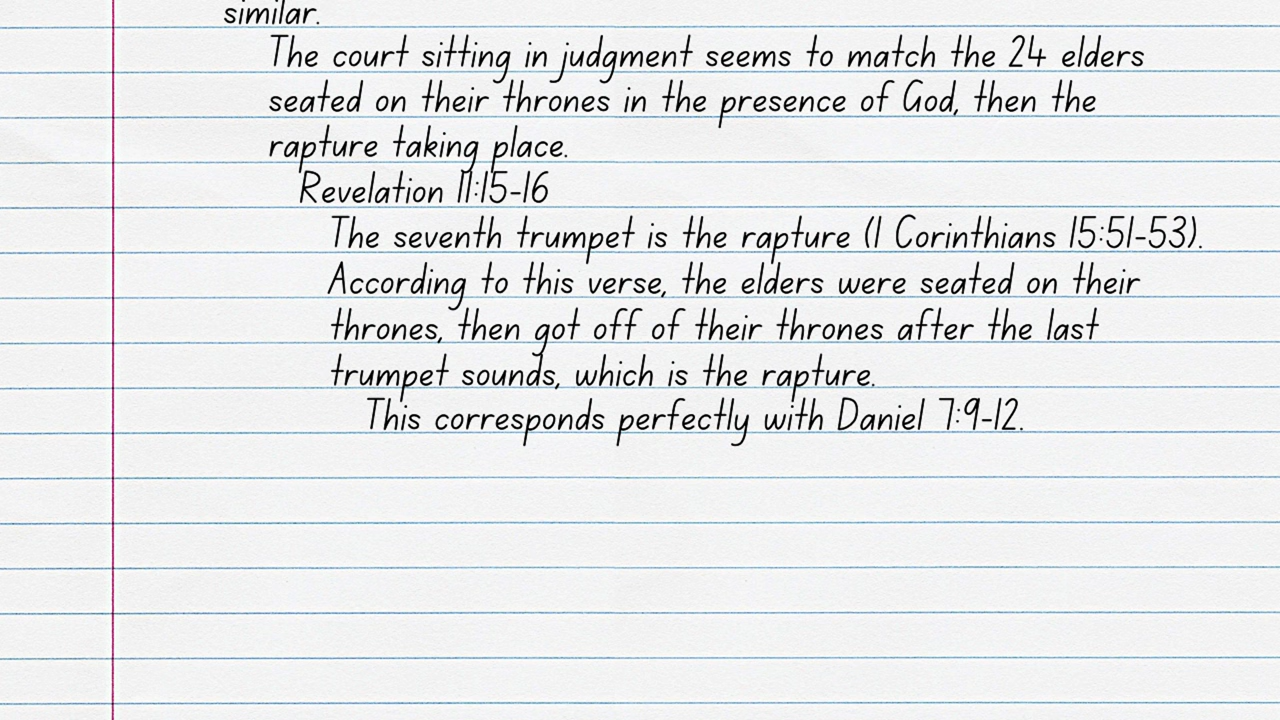 similar.
The court sitting in judgment seems to match the 24 elders
seated on their thrones in the presence of God, then the
rapture taking place.
Revelation 11:15-16
The seventh trumpet is the rapture (1 Corinthians 15:51-53).
According to this verse, the elders were seated on their
thrones, then got off of their thrones after the last
trumpet sounds, which is the rapture.
This corresponds perfectly with Daniel 7:9-12.